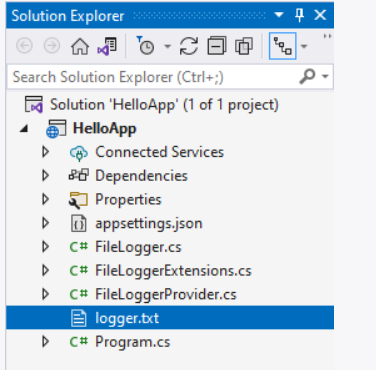 Solution Explorer
Search Solution Explorer (Ctrl+;)
Solution 'HelloApp' (1 of 1 project)
HelloApp
Connected Services
Dependencies
Properties
appsettings.json
C# FileLogger.cs
C# FileLoggerExtensions.cs
C# FileLoggerProvider.cs
logger.txt
C# Program.cs